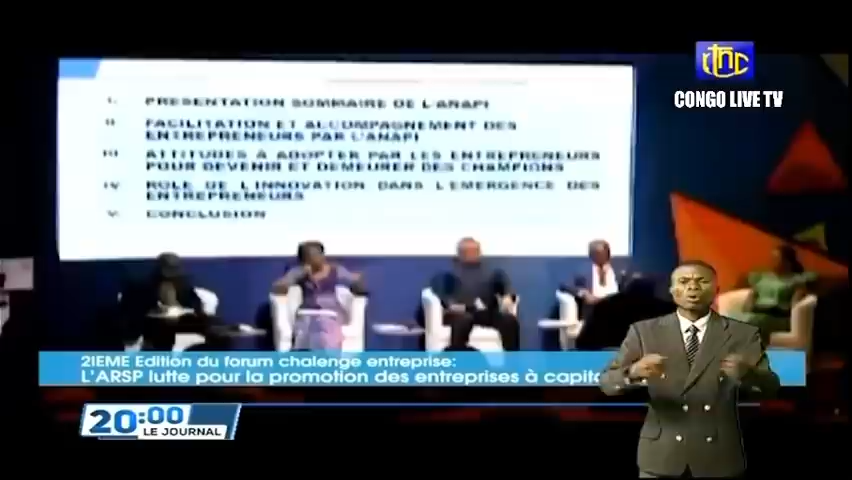 rtnc
CONGO LIVE TV
I. PRESENTATION SOMMAIRE DE L'ANAPI
II. FACILITATION ET ACCOMPAGNEMENT DES
ENTREPRENEURS PAR L'ANAPI
III. ATTITUDES A ADOPTER PAR LES ENTREPRENEURS
POUR DEVENIR ET DEMEURER DES CHAMPIONS
IV. ROLE DE L'INNOVATION DANS L'EMERGENCE DES
ENTREPRENEURS
V. CONCLUSION
2IEME Edition du forum chalenge entreprise:
L'ARSP lutte pour la promotion des entreprises à
20:00
LE JOURNAL